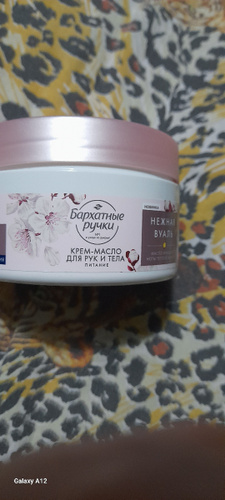 Бархатные
ручки
КРЕМ-МАСЛО
ДЛЯ РУК И ТЕЛА
ПИТАНИЕ
НЕЖНАЯ
ВУАЛЬ
Galaxy A12